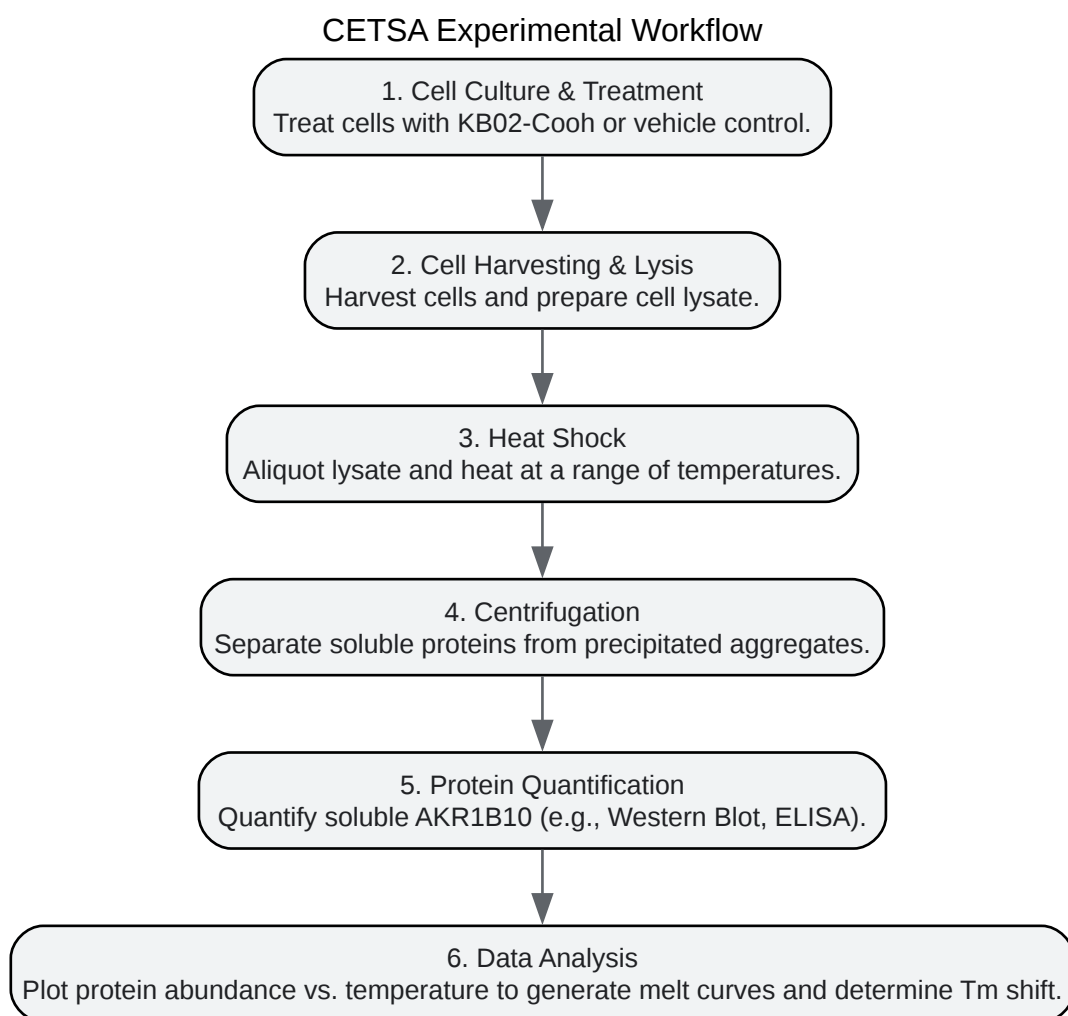 CETSA Experimental Workflow
1. Cell Culture & Treatment
Treat cells with KB02-Cooh or vehicle control.
2. Cell Harvesting & Lysis
Harvest cells and prepare cell lysate.
3. Heat Shock
Aliquot lysate and heat at a range of temperatures.
4. Centrifugation
Separate soluble proteins from precipitated aggregates.
5. Protein Quantification
Quantify soluble AKR1B10 (e.g., Western Blot, ELISA).
6. Data Analysis
Plot protein abundance vs. temperature to generate melt curves and determine Tm shift.